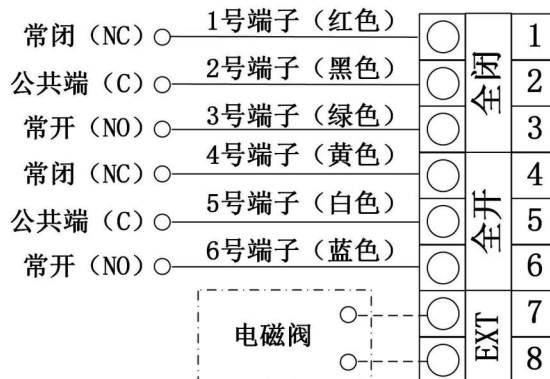 常闭（NC） 1号端子（红色） 1
公共端（C） 2号端子（黑色） 2
常开（NO） 3号端子（绿色） 3
全闭
常闭（NC） 4号端子（黄色） 4
公共端（C） 5号端子（白色） 5
常开（NO） 6号端子（蓝色） 6
全开
电磁阀
7
8
EXT